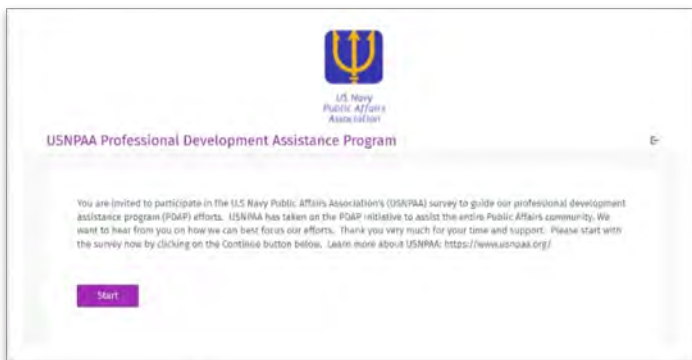 US Navy
Public Affairs
Association
USNPAA Professional Development Assistance Program
You are invited to participate in the U.S Navy Public Affairs Association's (USNPAA) survey to guide our professional development
assistance program (PDAP) efforts. USNPAA has taken on the PDAP initiative to assist the entire Public Affairs community. We
want to hear from you on how we can best focus our efforts. Thank you very much for your time and support. Please start with
the survey now by clicking on the Continue button below. Learn more about USNPAA: https://www.usnpaa.org/
Start